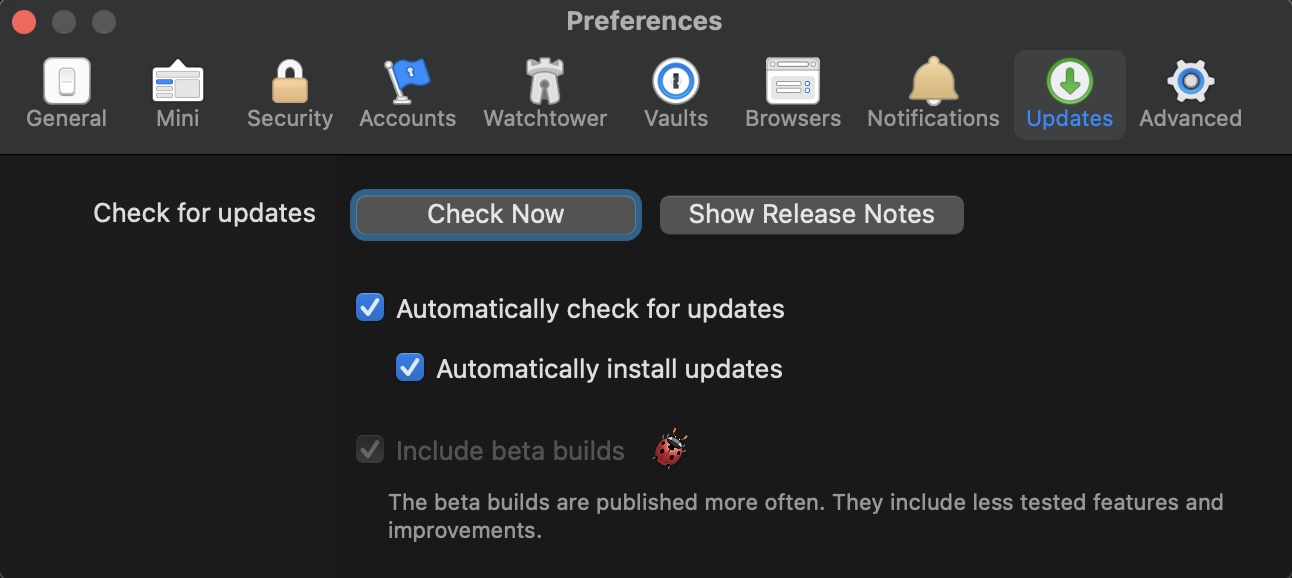 Preferences
General Mini Security Accounts Watchtower Vaults Browsers Notifications Updates Advanced
Check for updates Check Now Show Release Notes
Automatically check for updates
Automatically install updates
Include beta builds
The beta builds are published more often. They include less tested features and
improvements.